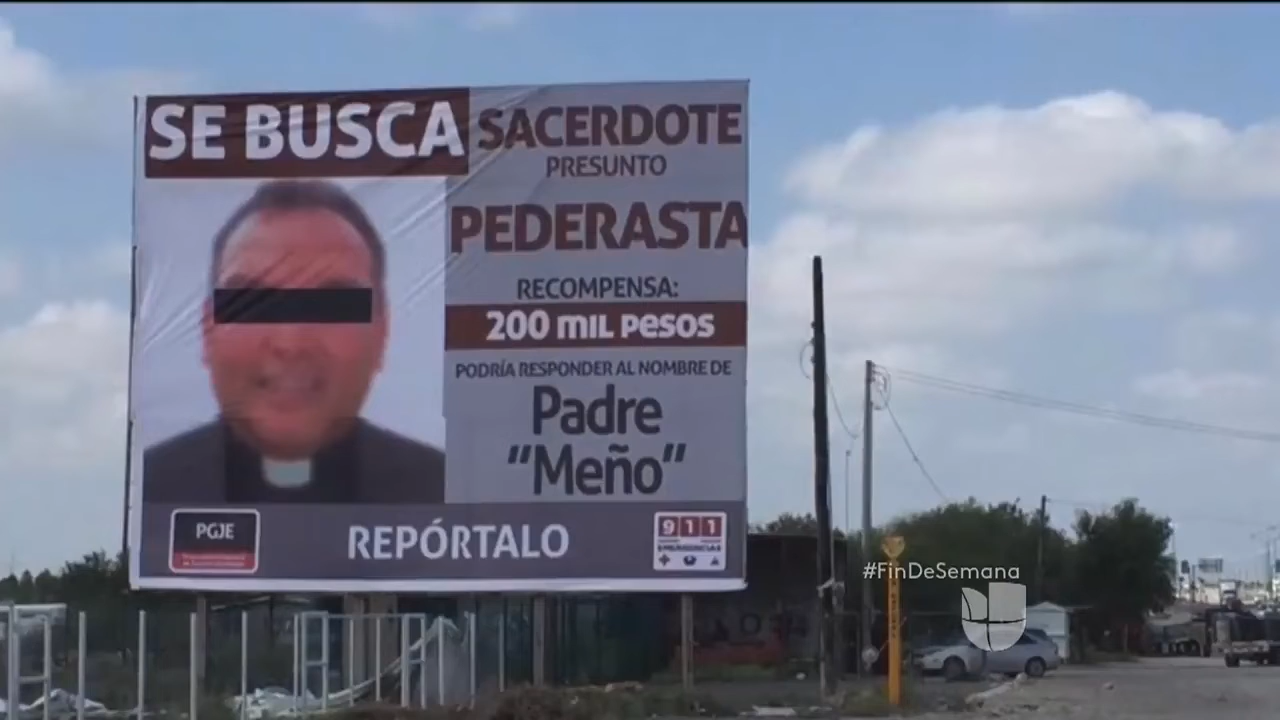 SE BUSCA
SACERDOTE
PRESUNTO
PEDERASTA
RECOMPENSA:
200 mIL Pesos
PODRÍA RESPONDER AL NOMBRE DE
Padre
"Meño"
PGJE
REPÓRTALO
911
EMERGENCIAS
#FinDeSemana